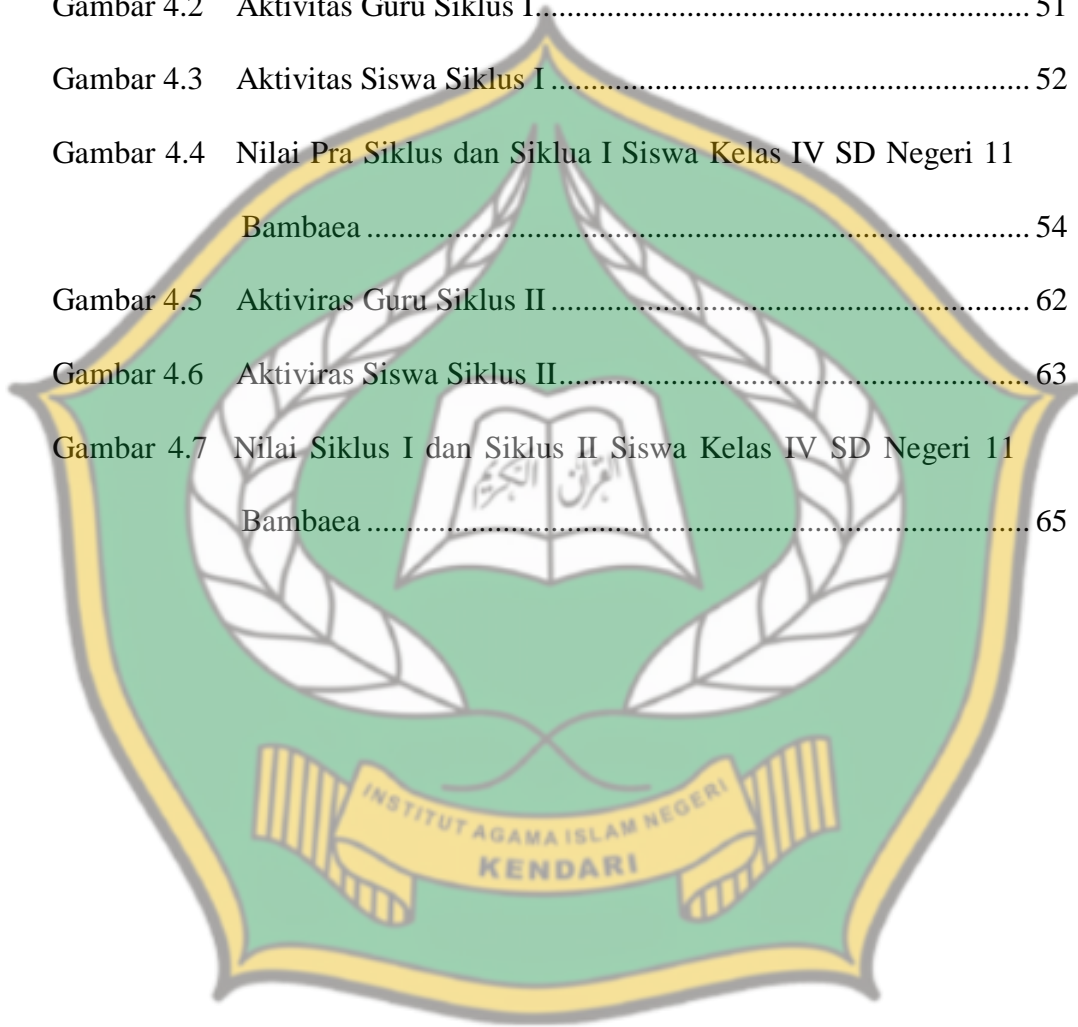 Gambar 4.2 Aktivitas Guru Siklus I.............................................................. 51
Gambar 4.3 Aktivitas Siswa Siklus I ............................................................ 52
Gambar 4.4 Nilai Pra Siklus dan Siklua I Siswa Kelas IV SD Negeri 11
Bambaea ................................................................................... 54
Gambar 4.5 Aktiviras Guru Siklus II ............................................................ 62
Gambar 4.6 Aktiviras Siswa Siklus II........................................................... 63
Gambar 4.7 Nilai Siklus I dan Siklus II Siswa Kelas IV SD Negeri 11
القرآن الكريم
Bambaea ................................................................................... 65
INSTITUT AGAMA ISLAM NEGERI
KENDARI